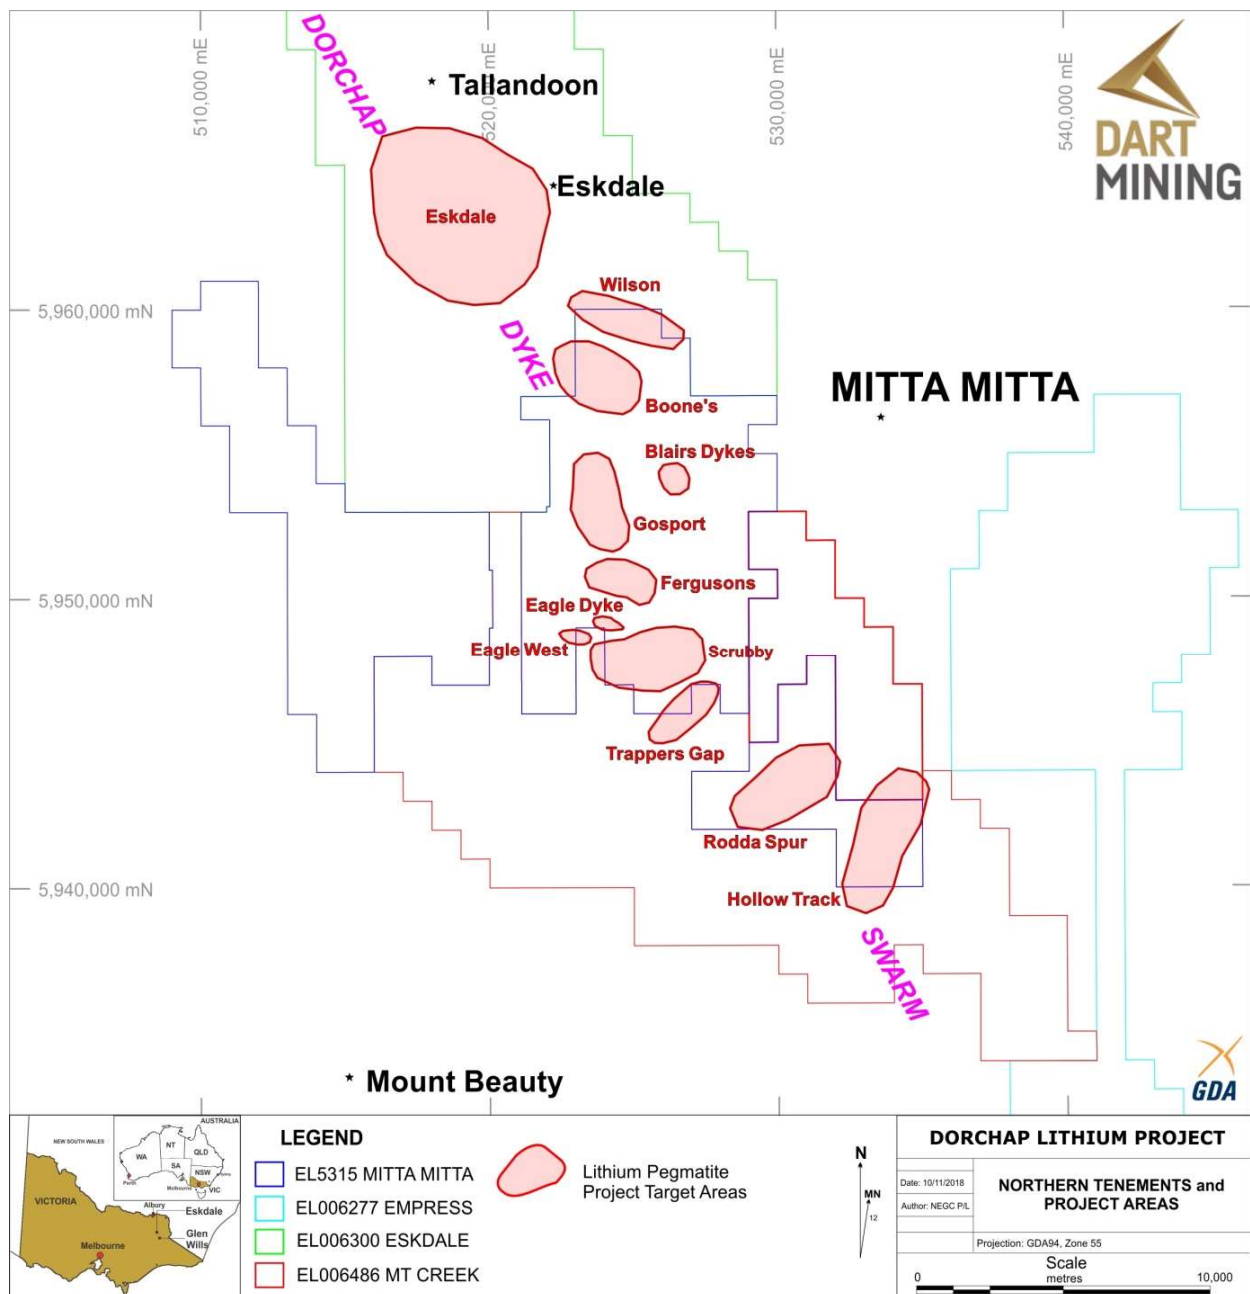 510,000 mE
520,000 mE
530,000 mE
540,000 mE
DORCHAP
Tallandoon
DART
MINING
Eskdale
Eskdale
Wilson
5,960,000 mN
DYKE
MITTA MITTA
Boone's
Blairs Dykes
Gosport
Fergusons
5,950,000 mN
Eagle Dyke
Eagle West
Scrubby
Trappers Gap
Rodda Spur
5,940,000 mN
Hollow Track
SWARM
GDA
Mount Beauty
NEW SOUTH WALES
AUSTRALIA
NT
WA
QLD
SA
NSW
Perth
Melbourne
VIC
VICTORIA
Albury
Eskdale
Glen
Wills
Melbourne
LEGEND
EL5315 MITTA MITTA
EL006277 EMPRESS
EL006300 ESKDALE
EL006486 MT CREEK
Lithium Pegmatite
Project Target Areas
N
MN
12
DORCHAP LITHIUM PROJECT
Date: 10/11/2018
Author: NEGC P/L
NORTHERN TENEMENTS and
PROJECT AREAS
Projection: GDA94, Zone 55
Scale
0 metres 10,000